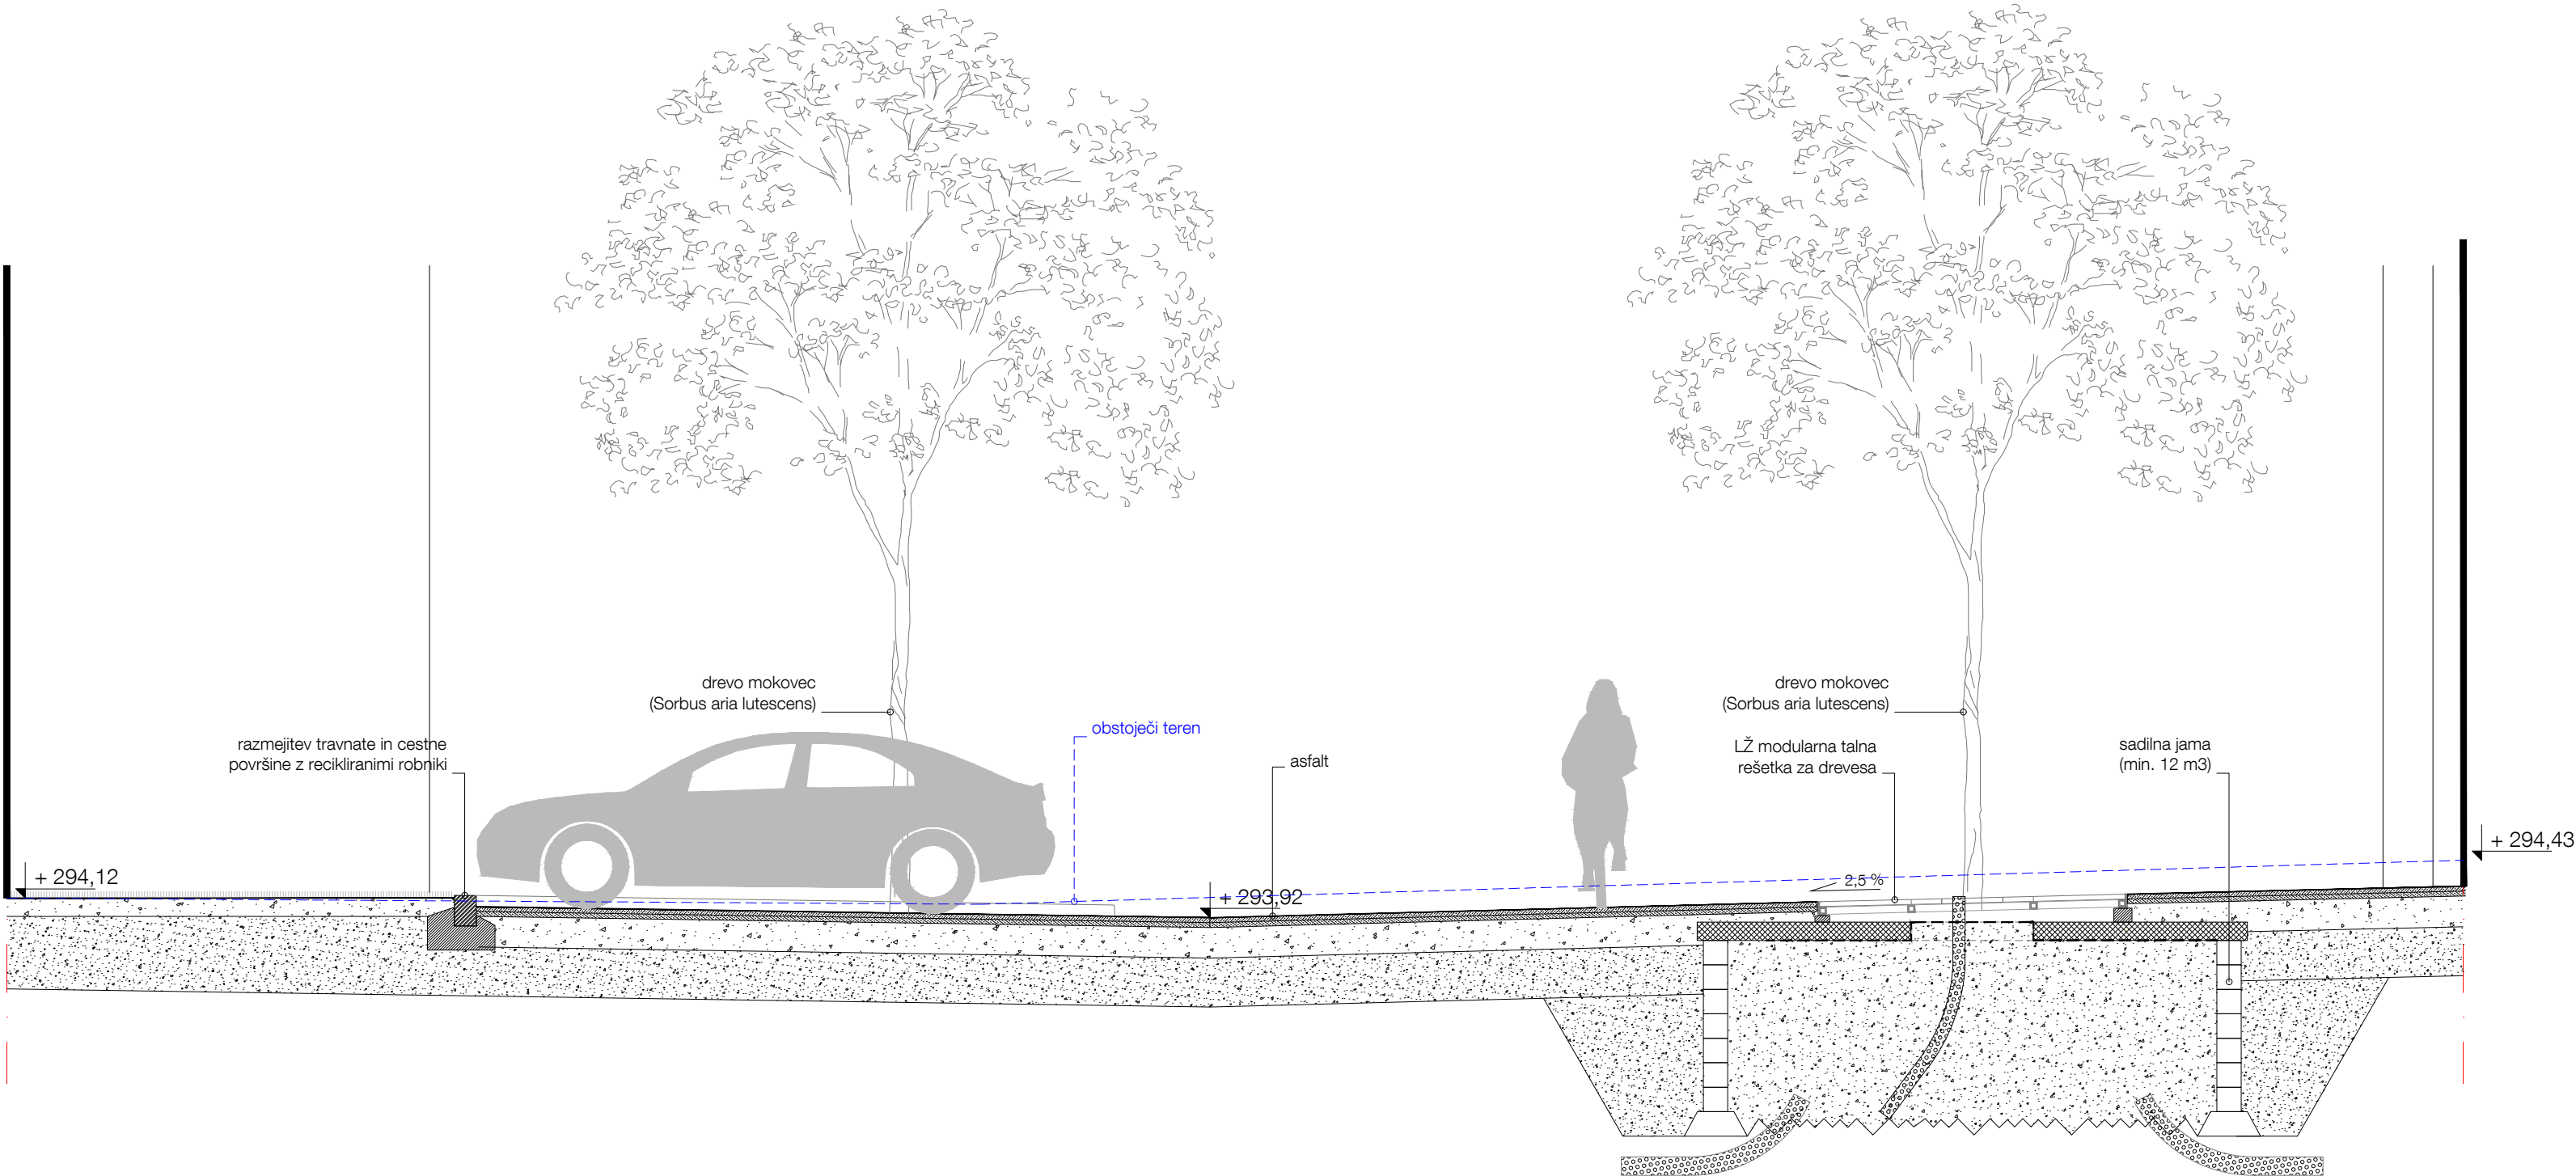 drevo mokovec
(Sorbus aria lutescens)
drevo mokovec
(Sorbus aria lutescens)
obstoječi teren
razmejitev travnate in cestne
površine z recikliranimi robniki
asfalt
LŽ modularna talna
rešetka za drevesa
sadilna jama
(min. 12 m3)
+ 294,43
+ 294,12
2,5 %
+ 293,92